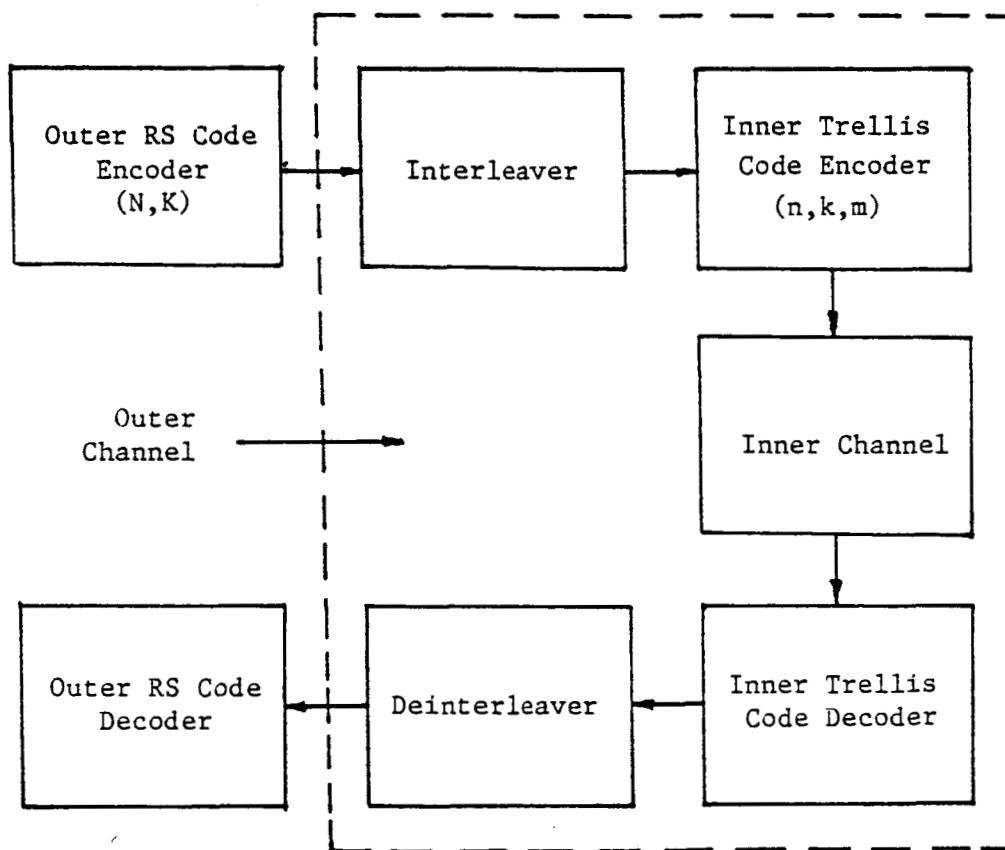 Outer RS Code
Encoder
(N,K)
Interleaver
Inner Trellis
Code Encoder
(n,k,m)
Outer
Channel
Inner Channel
Outer RS Code
Decoder
Deinterleaver
Inner Trellis
Code Decoder